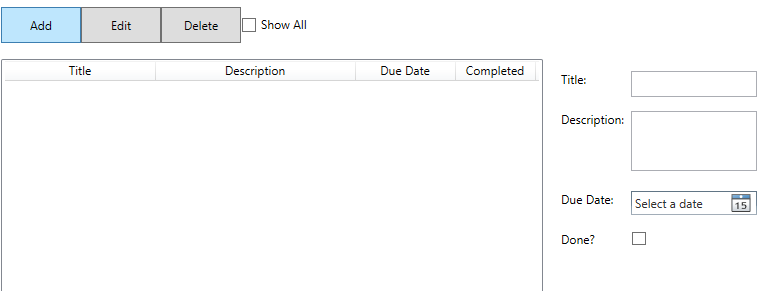 Add Edit Delete Show All
Title Description Due Date Completed
Title:
Description:
Due Date: Select a date 15
Done?